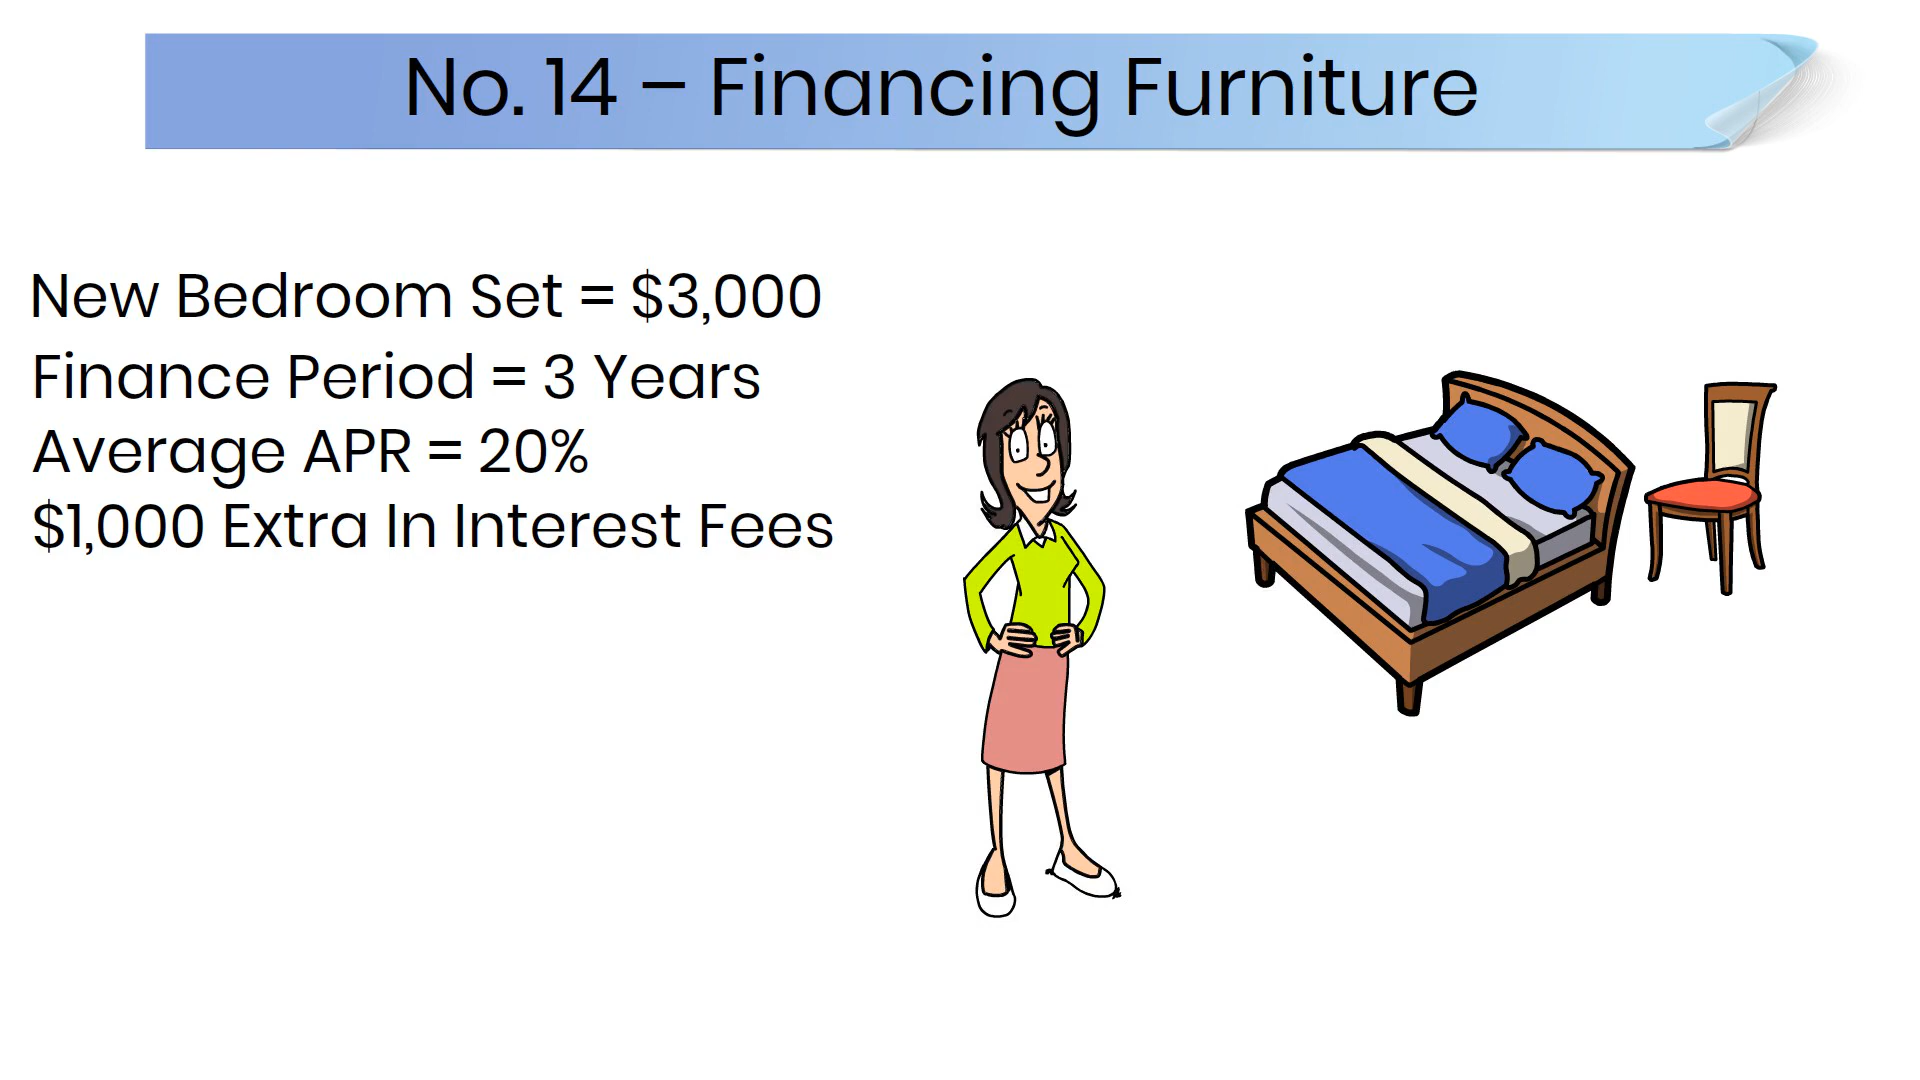 No. 14 – Financing Furniture
New Bedroom Set = $3,000
Finance Period = 3 Years
Average APR = 20%
$1,000 Extra In Interest Fees